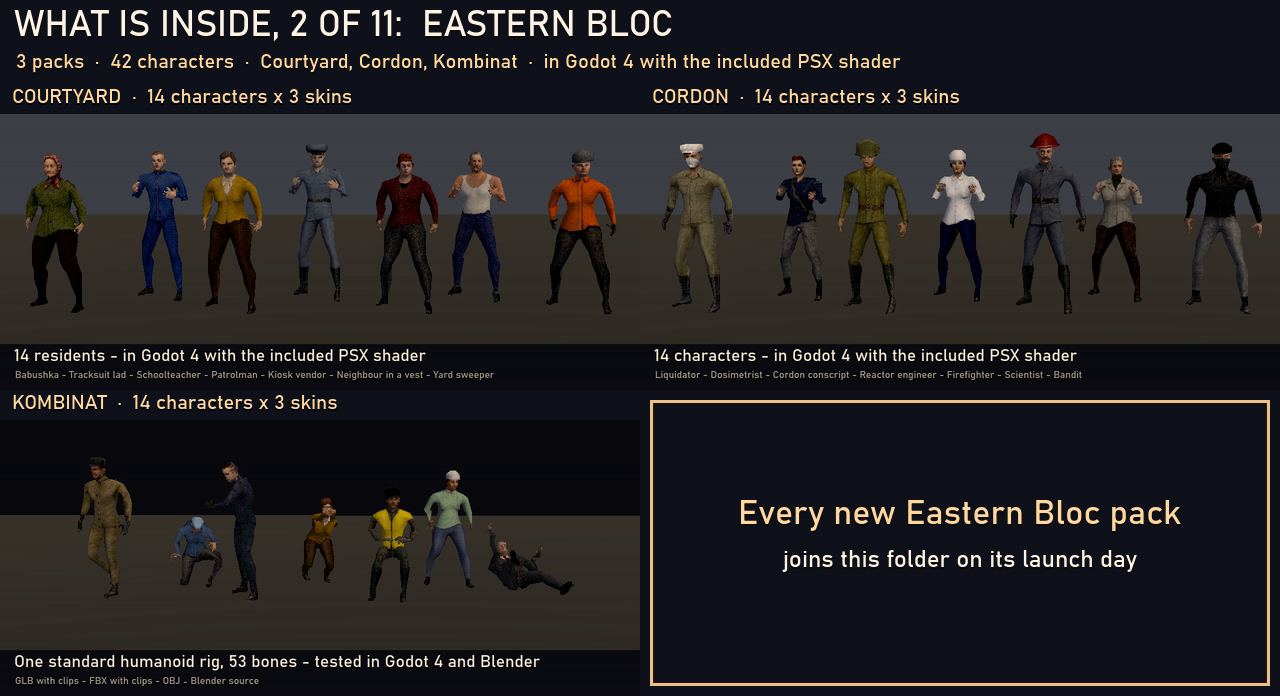 WHAT IS INSIDE, 2 OF 11: EASTERN BLOC
3 packs · 42 characters · Courtyard, Cordon, Kombinat · in Godot 4 with the included PSX shader
COURTYARD · 14 characters x 3 skins
CORDON · 14 characters x 3 skins
14 residents - in Godot 4 with the included PSX shader
Babushka - Tracksuit lad - Schoolteacher - Patrolman - Kiosk vendor - Neighbour in a vest - Yard sweeper
14 characters - in Godot 4 with the included PSX shader
Liquidator - Dosimetrist - Cordon conscript - Reactor engineer - Firefighter - Scientist - Bandit
KOMBINAT · 14 characters x 3 skins
One standard humanoid rig, 53 bones - tested in Godot 4 and Blender
GLB with clips - FBX with clips - OBJ - Blender source
Every new Eastern Bloc pack
joins this folder on its launch day